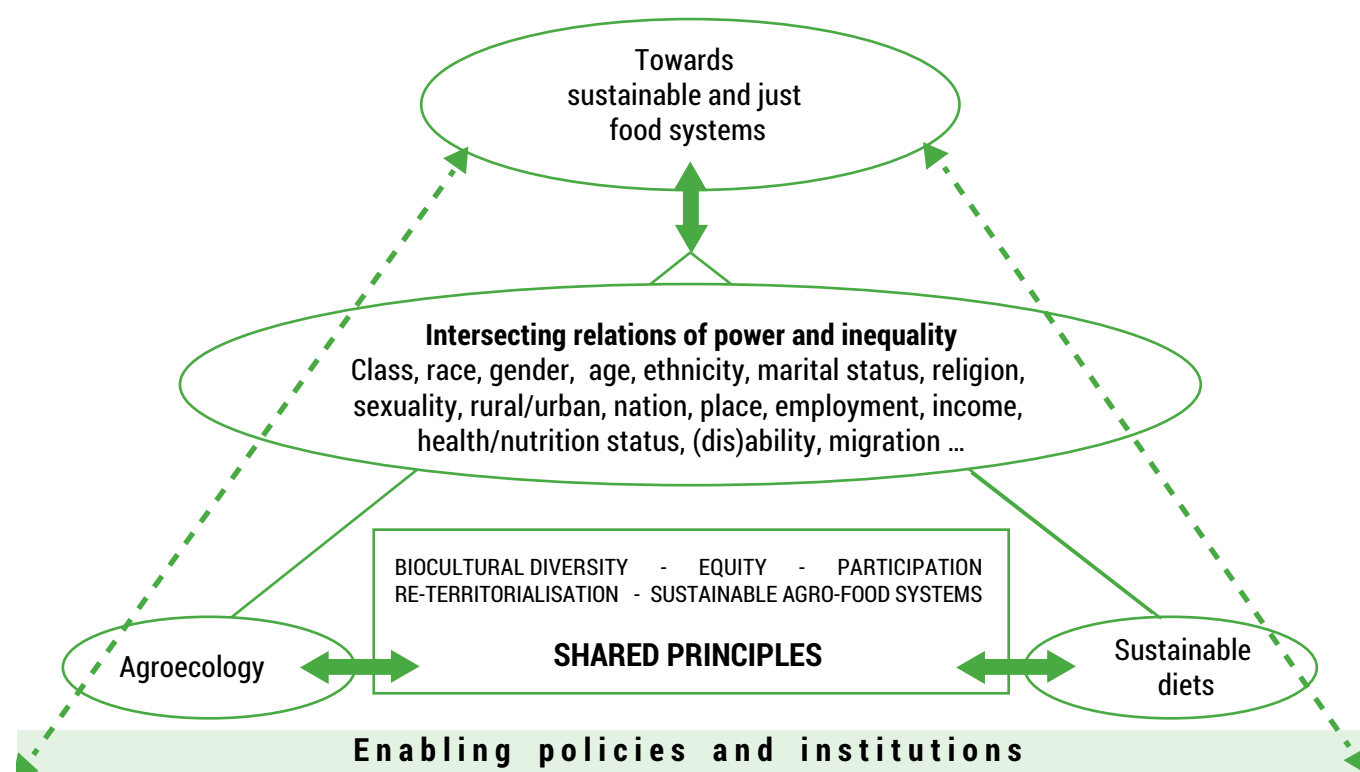 Towards
sustainable and just
food systems
Intersecting relations of power and inequality
Class, race, gender, age, ethnicity, marital status, religion,
sexuality, rural/urban, nation, place, employment, income,
health/nutrition status, (dis)ability, migration ...
BIOCULTURAL DIVERSITY - EQUITY - PARTICIPATION
RE-TERRITORIALISATION - SUSTAINABLE AGRO-FOOD SYSTEMS
SHARED PRINCIPLES
Agroecology
Sustainable
diets
Enabling policies and institutions